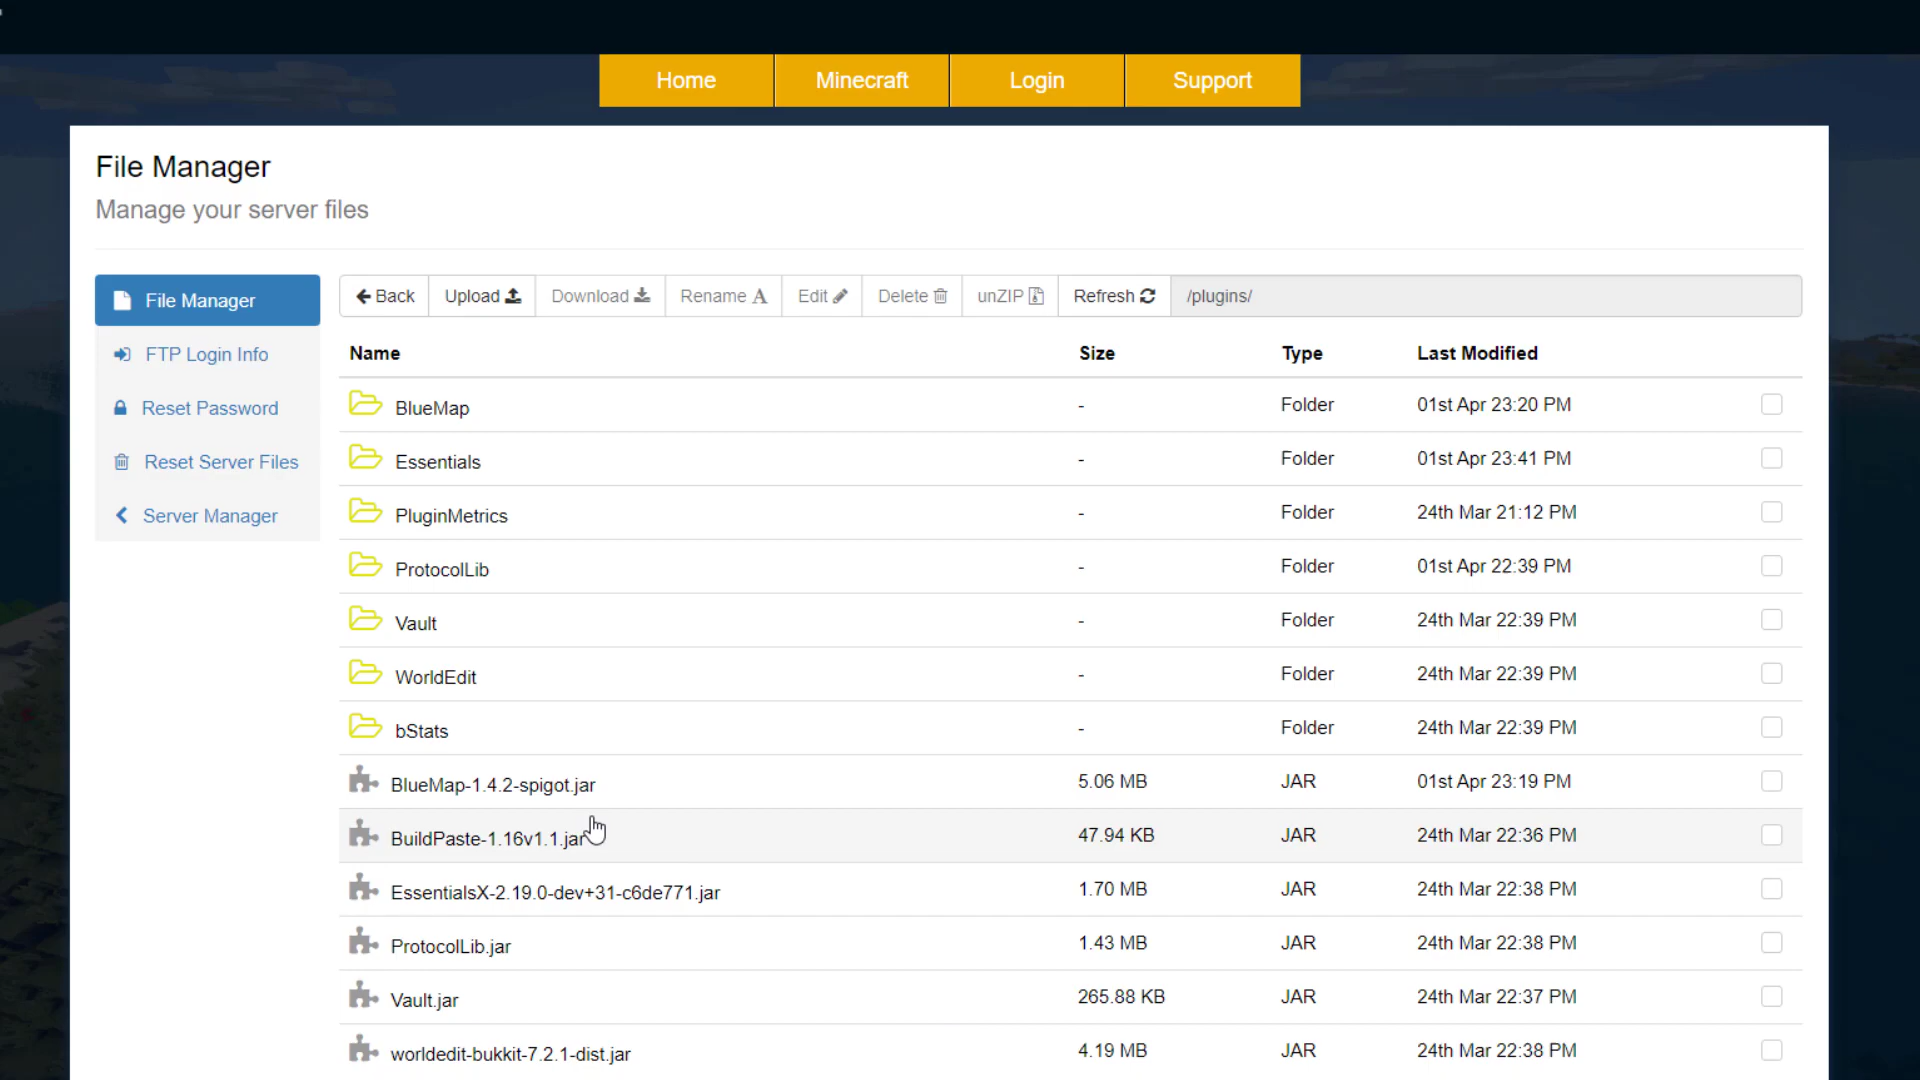 Home Minecraft Login Support
File Manager
Manage your server files
File Manager
FTP Login Info
Reset Password
Reset Server Files
Server Manager
Back Upload Download Rename Edit Delete unZIP Refresh /plugins/
Name Size Type Last Modified
BlueMap - Folder 01st Apr 23:20 PM
Essentials - Folder 01st Apr 23:41 PM
PluginMetrics - Folder 24th Mar 21:12 PM
ProtocolLib - Folder 01st Apr 22:39 PM
Vault - Folder 24th Mar 22:39 PM
WorldEdit - Folder 24th Mar 22:39 PM
bStats - Folder 24th Mar 22:39 PM
BlueMap-1.4.2-spigot.jar 5.06 MB JAR 01st Apr 23:19 PM
BuildPaste-1.16v1.1.jar 47.94 KB JAR 24th Mar 22:36 PM
EssentialsX-2.19.0-dev+31-c6de771.jar 1.70 MB JAR 24th Mar 22:38 PM
ProtocolLib.jar 1.43 MB JAR 24th Mar 22:38 PM
Vault.jar 265.88 KB JAR 24th Mar 22:37 PM
worldedit-bukkit-7.2.1-dist.jar 4.19 MB JAR 24th Mar 22:38 PM